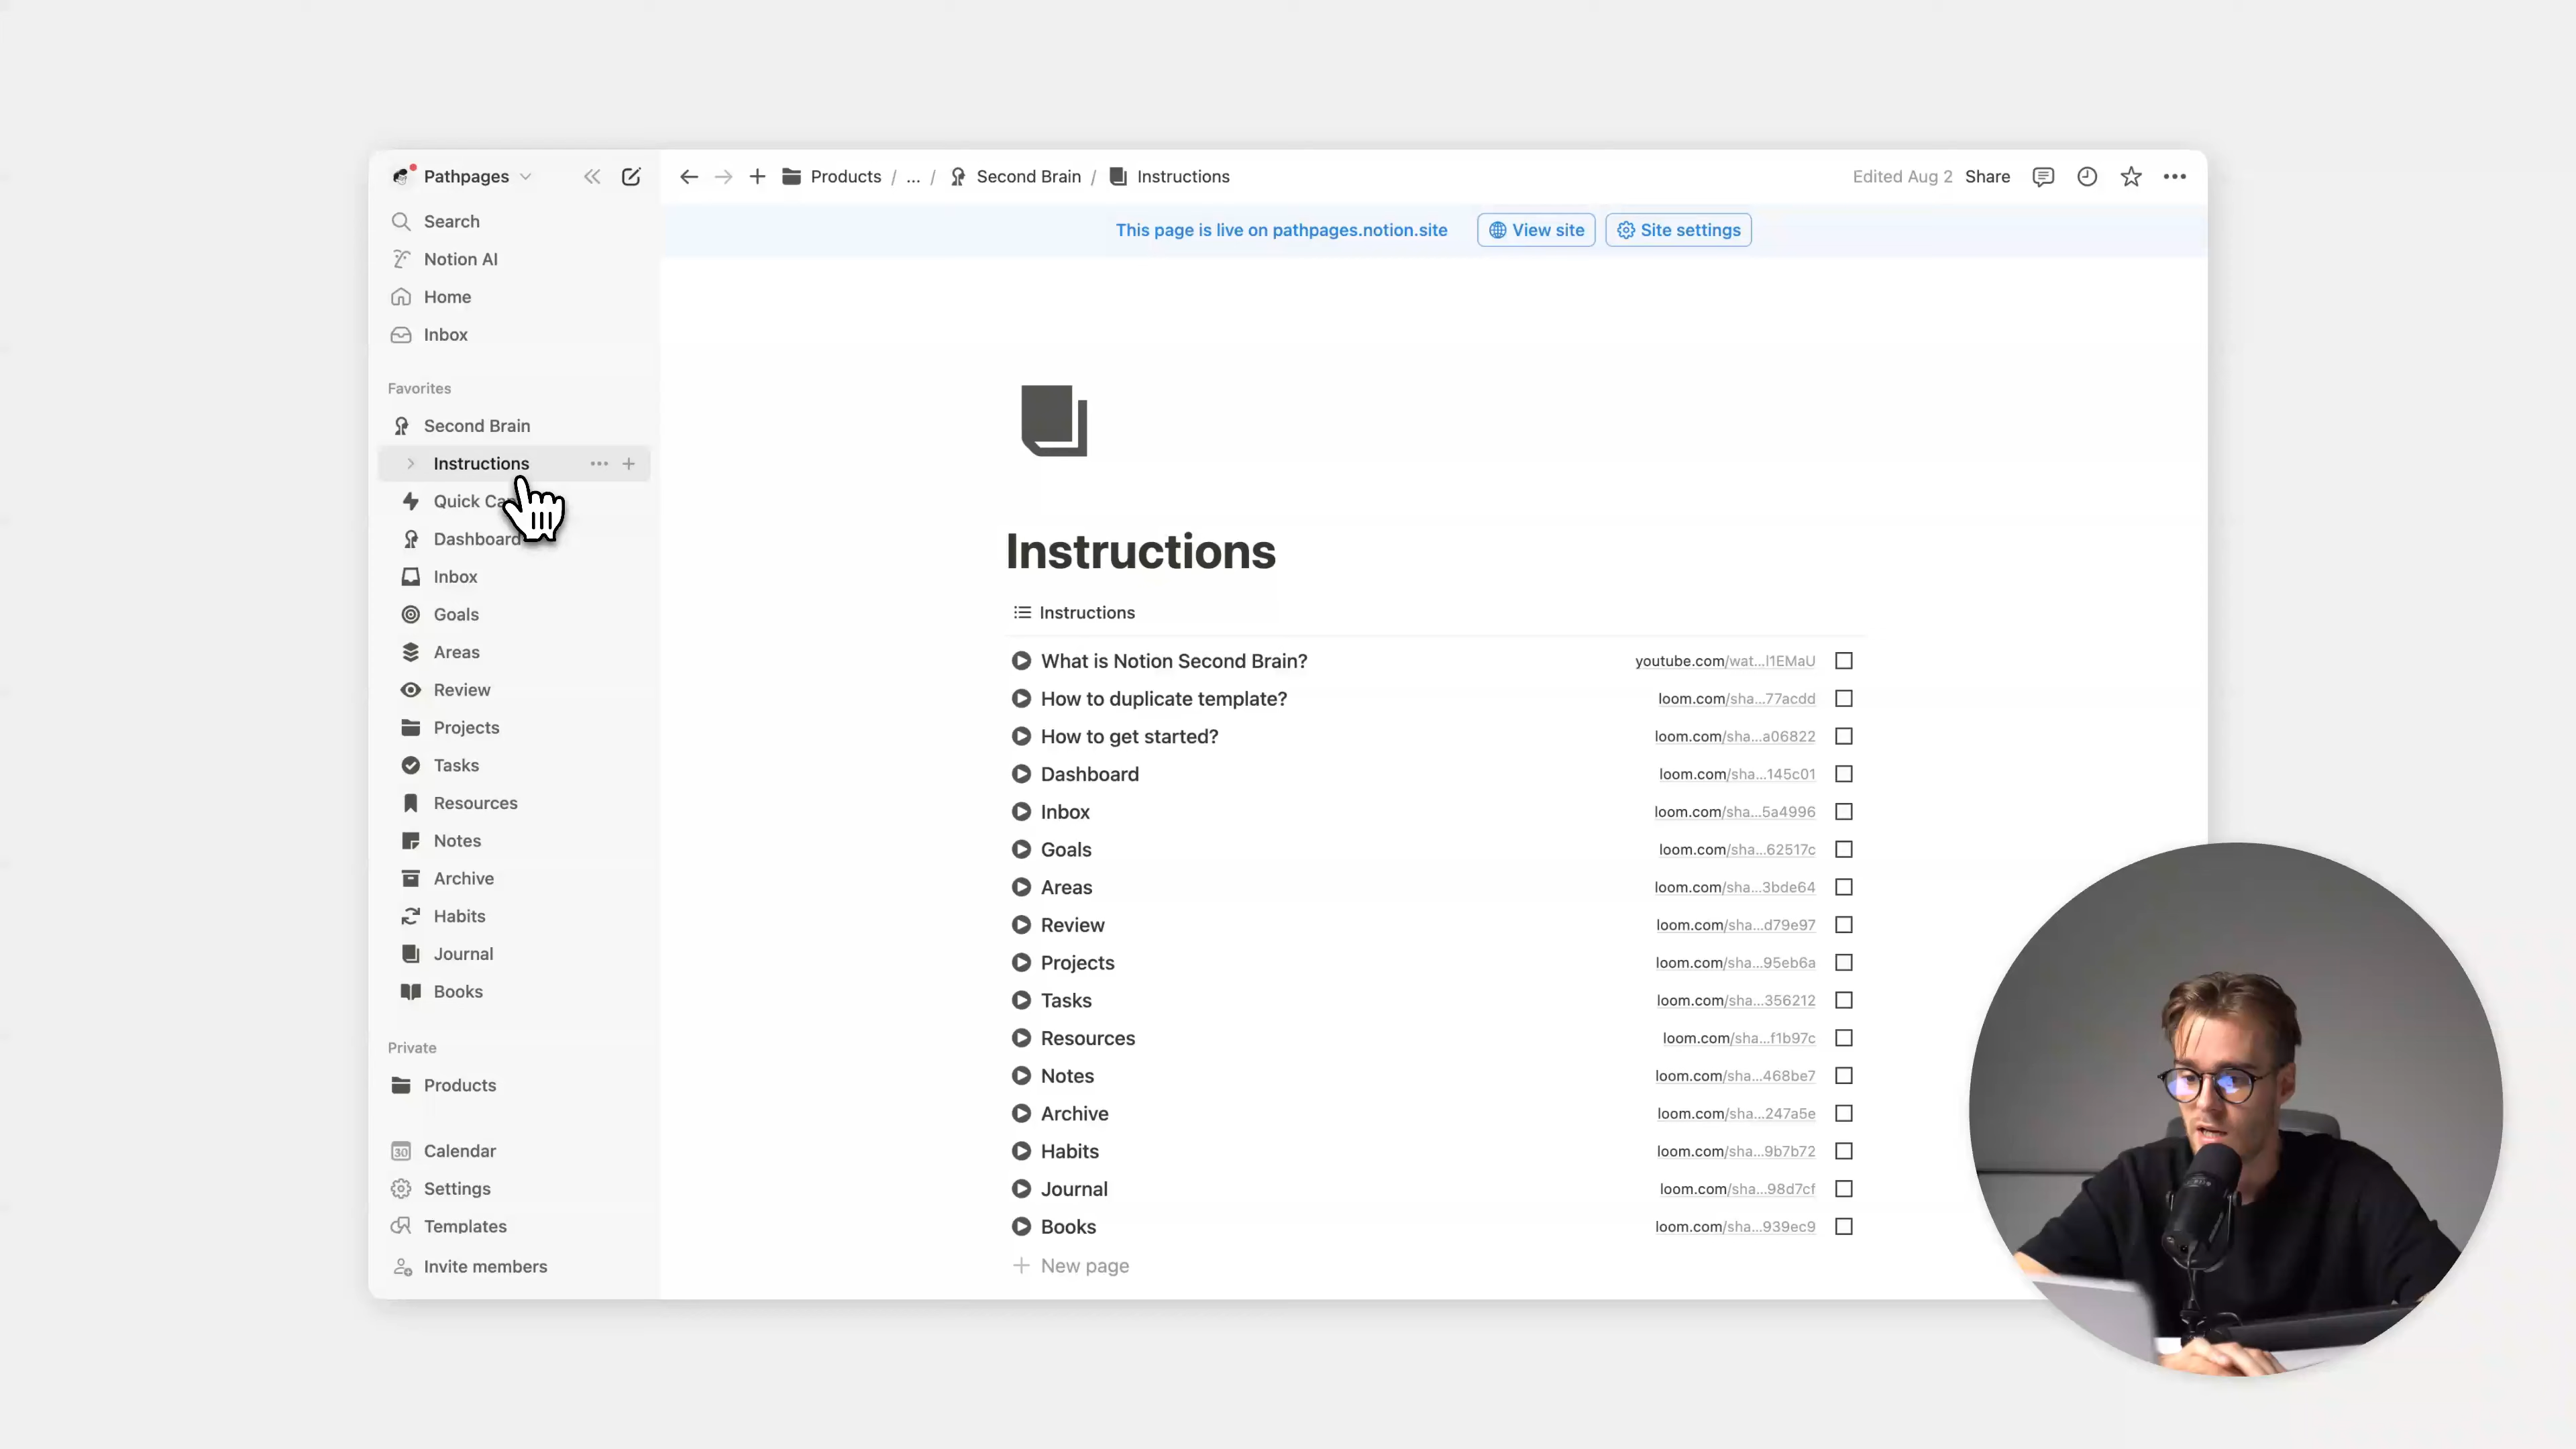 Pathpages
Search
Notion AI
Home
Inbox
Favorites
Second Brain
Instructions
Quick
Dashboard
Inbox
Goals
Areas
Review
Projects
Tasks
Resources
Notes
Archive
Habits
Journal
Books
Private
Products
30 Calendar
Settings
Templates
Invite members
Products / ... / Second Brain / Instructions
Edited Aug 2 Share
This page is live on pathpages.notion.site View site Site settings
Instructions
Instructions
What is Notion Second Brain? youtube.com/wat...l1EMaU
How to duplicate template? loom.com/sha...77acdd
How to get started? loom.com/sha...a06822
Dashboard loom.com/sha...145c01
Inbox loom.com/sha...5a4996
Goals loom.com/sha...62517c
Areas loom.com/sha...3bde64
Review loom.com/sha...d79e97
Projects loom.com/sha...95eb6a
Tasks loom.com/sha...356212
Resources loom.com/sha...f1b97c
Notes loom.com/sha...468be7
Archive loom.com/sha...247a5e
Habits loom.com/sha...9b7b72
Journal loom.com/sha...98d7cf
Books loom.com/sha...939ec9
New page